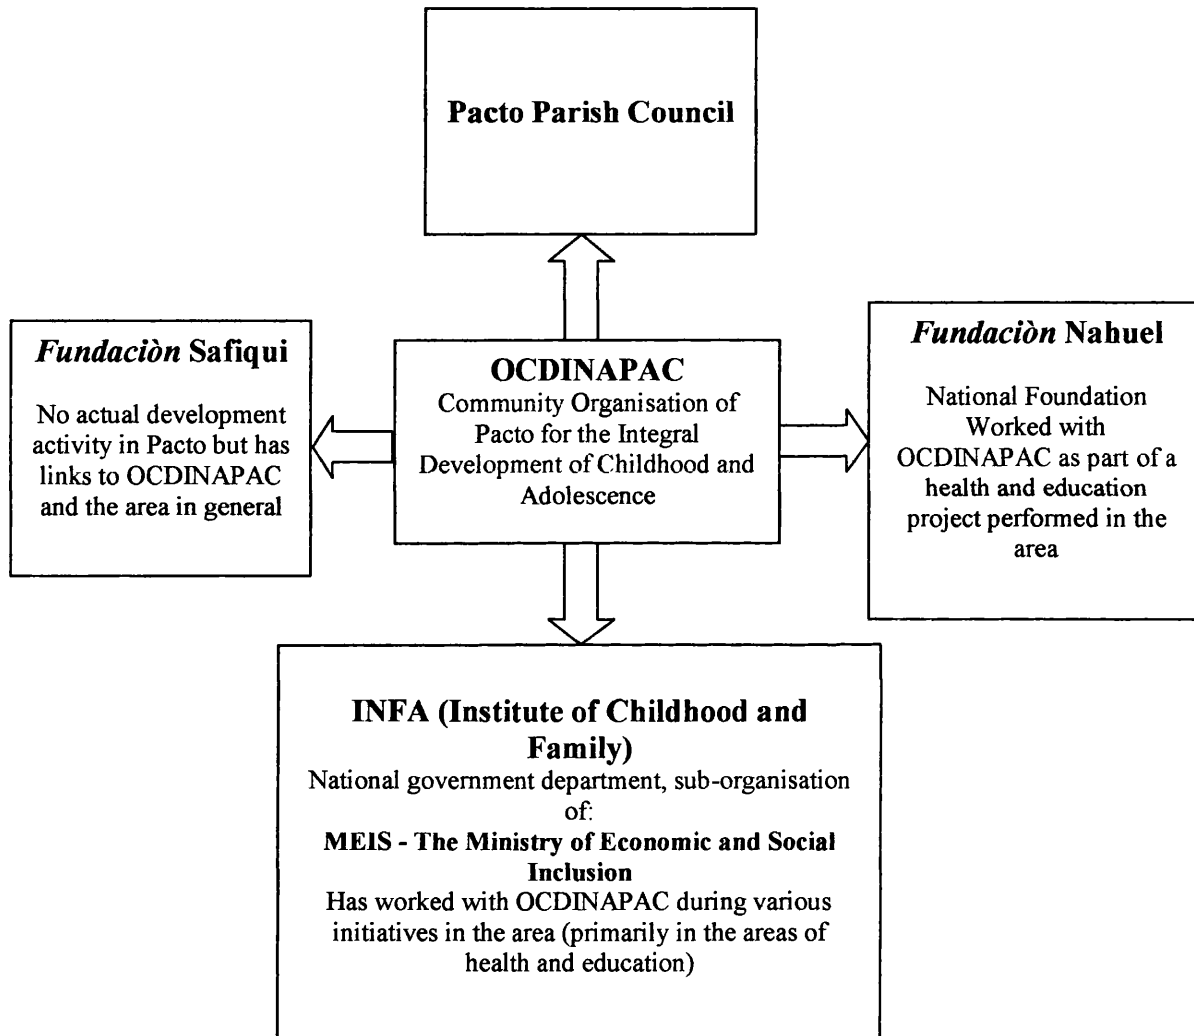 Pacto Parish Council
Fundaciòn Safiqui
No actual development
activity in Pacto but has
links to OCDINAPAC
and the area in general
OCDINAPAC
Community Organisation of
Pacto for the Integral
Development of Childhood and
Adolescence
Fundaciòn Nahuel
National Foundation
Worked with
OCDINAPAC as part of a
health and education
project performed in the
area
INFA (Institute of Childhood and
Family)
National government department, sub-organisation
of:
MEIS - The Ministry of Economic and Social
Inclusion
Has worked with OCDINAPAC during various
initiatives in the area (primarily in the areas of
health and education)